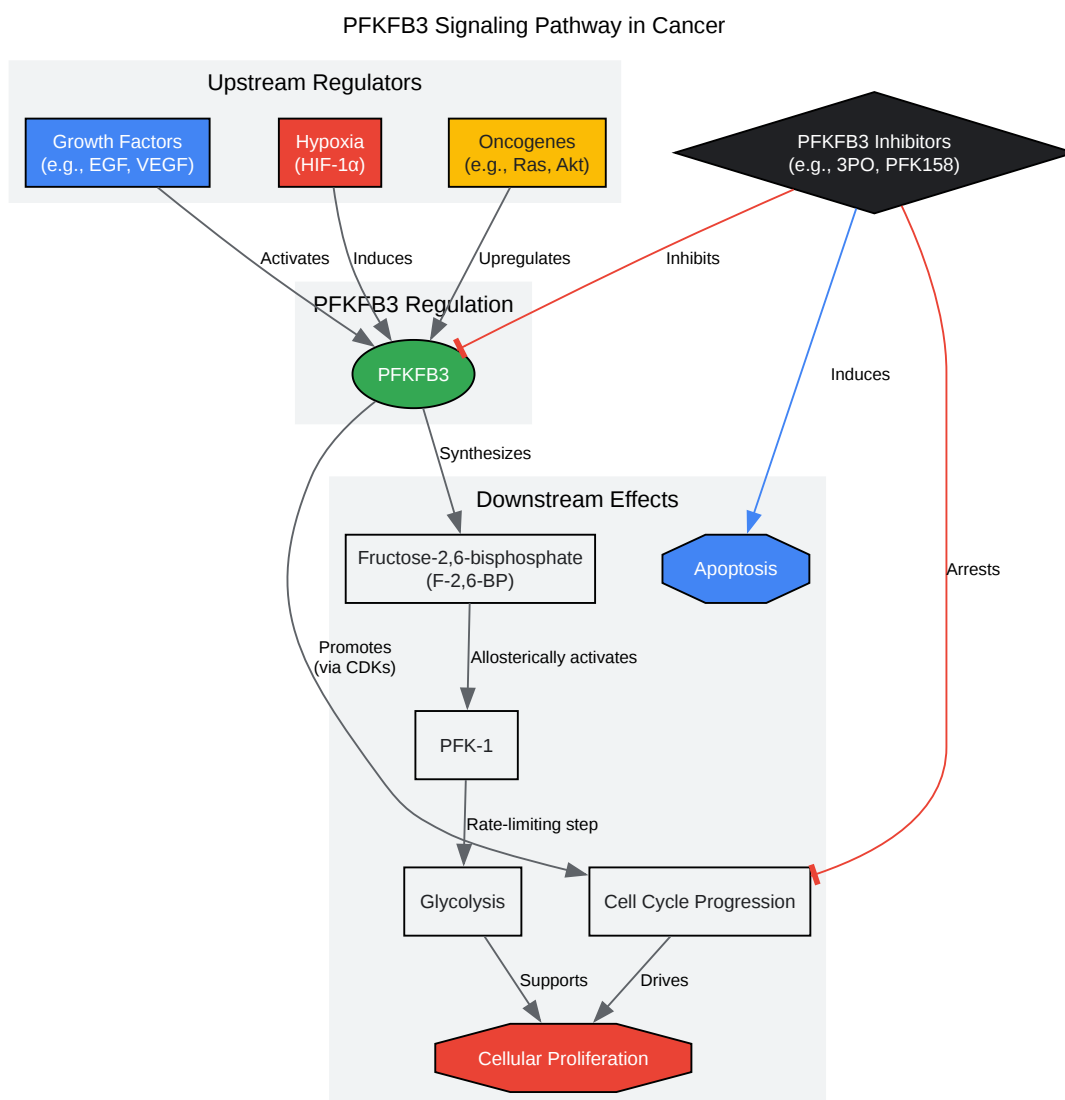 PFKFB3 Signaling Pathway in Cancer
Upstream Regulators
Growth Factors
(e.g., EGF, VEGF)
Hypoxia
(HIF-1α)
Oncogenes
(e.g., Ras, Akt)
PFKFB3 Inhibitors
(e.g., 3PO, PFK158)
Activates
Induces
Upregulates
Inhibits
PFKFB3 Regulation
PFKFB3
Induces
Synthesizes
Downstream Effects
Fructose-2,6-bisphosphate
(F-2,6-BP)
Apoptosis
Arrests
Promotes
(via CDKs)
Allosterically activates
PFK-1
Rate-limiting step
Glycolysis
Cell Cycle Progression
Supports
Drives
Cellular Proliferation